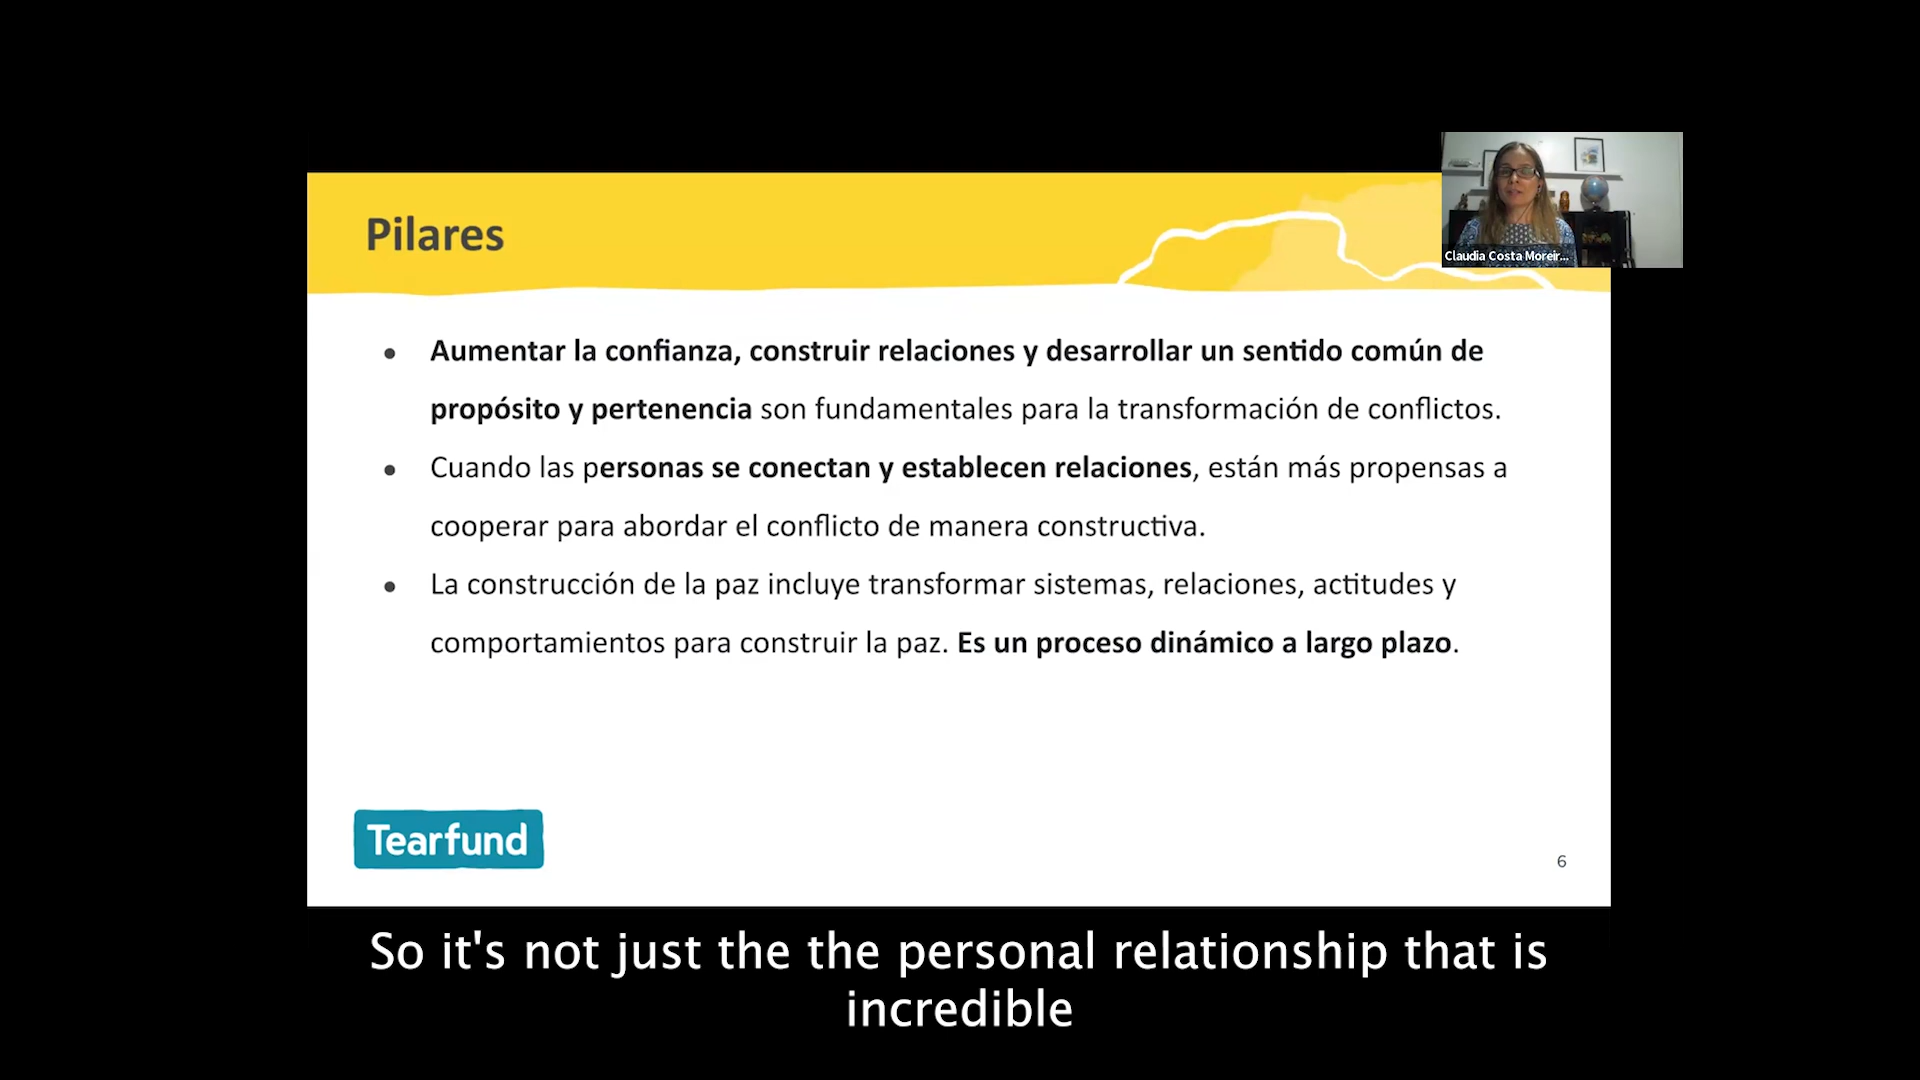 Pilares
Claudia Costa Moreir...
• Aumentar la confianza, construir relaciones y desarrollar un sentido común de
propósito y pertenencia son fundamentales para la transformación de conflictos.
• Cuando las personas se conectan y establecen relaciones, están más propensas a
cooperar para abordar el conflicto de manera constructiva.
• La construcción de la paz incluye transformar sistemas, relaciones, actitudes y
comportamientos para construir la paz. Es un proceso dinámico a largo plazo.
Tearfund
6
So it's not just the the personal relationship that is
incredible